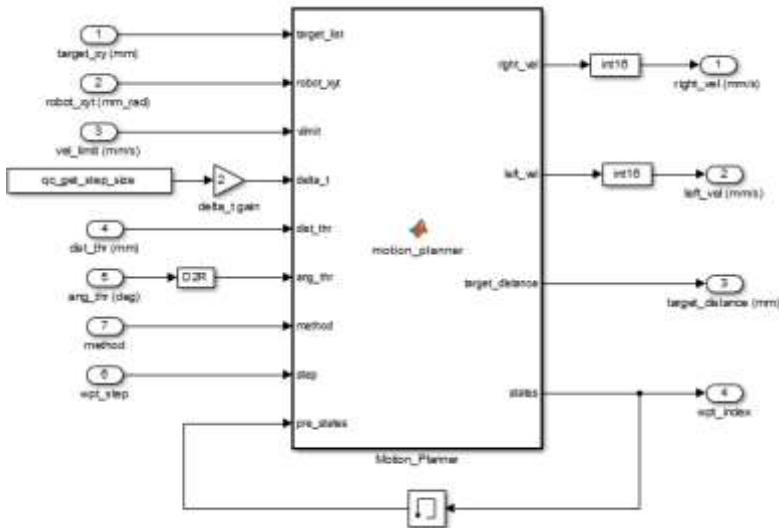 1
target_xy (mm)
target_list
2
robot_xyt (mm_rad)
robot_xyt
3
vel_limit (mm/s)
vlimit
qc_get_step_size
2
delta_t gain
delta_t
4
dist_thr (mm)
dist_thr
5
ang_thr (deg)
D2R
ang_thr
7
method
method
6
wpt_step
step
pre_states
motion_planner
Motion_Planner
right_vel
int16
1
right_vel (mm/s)
left_vel
int16
2
left_vel (mm/s)
target_distance
3
target_distance (mm)
states
4
wpt_index